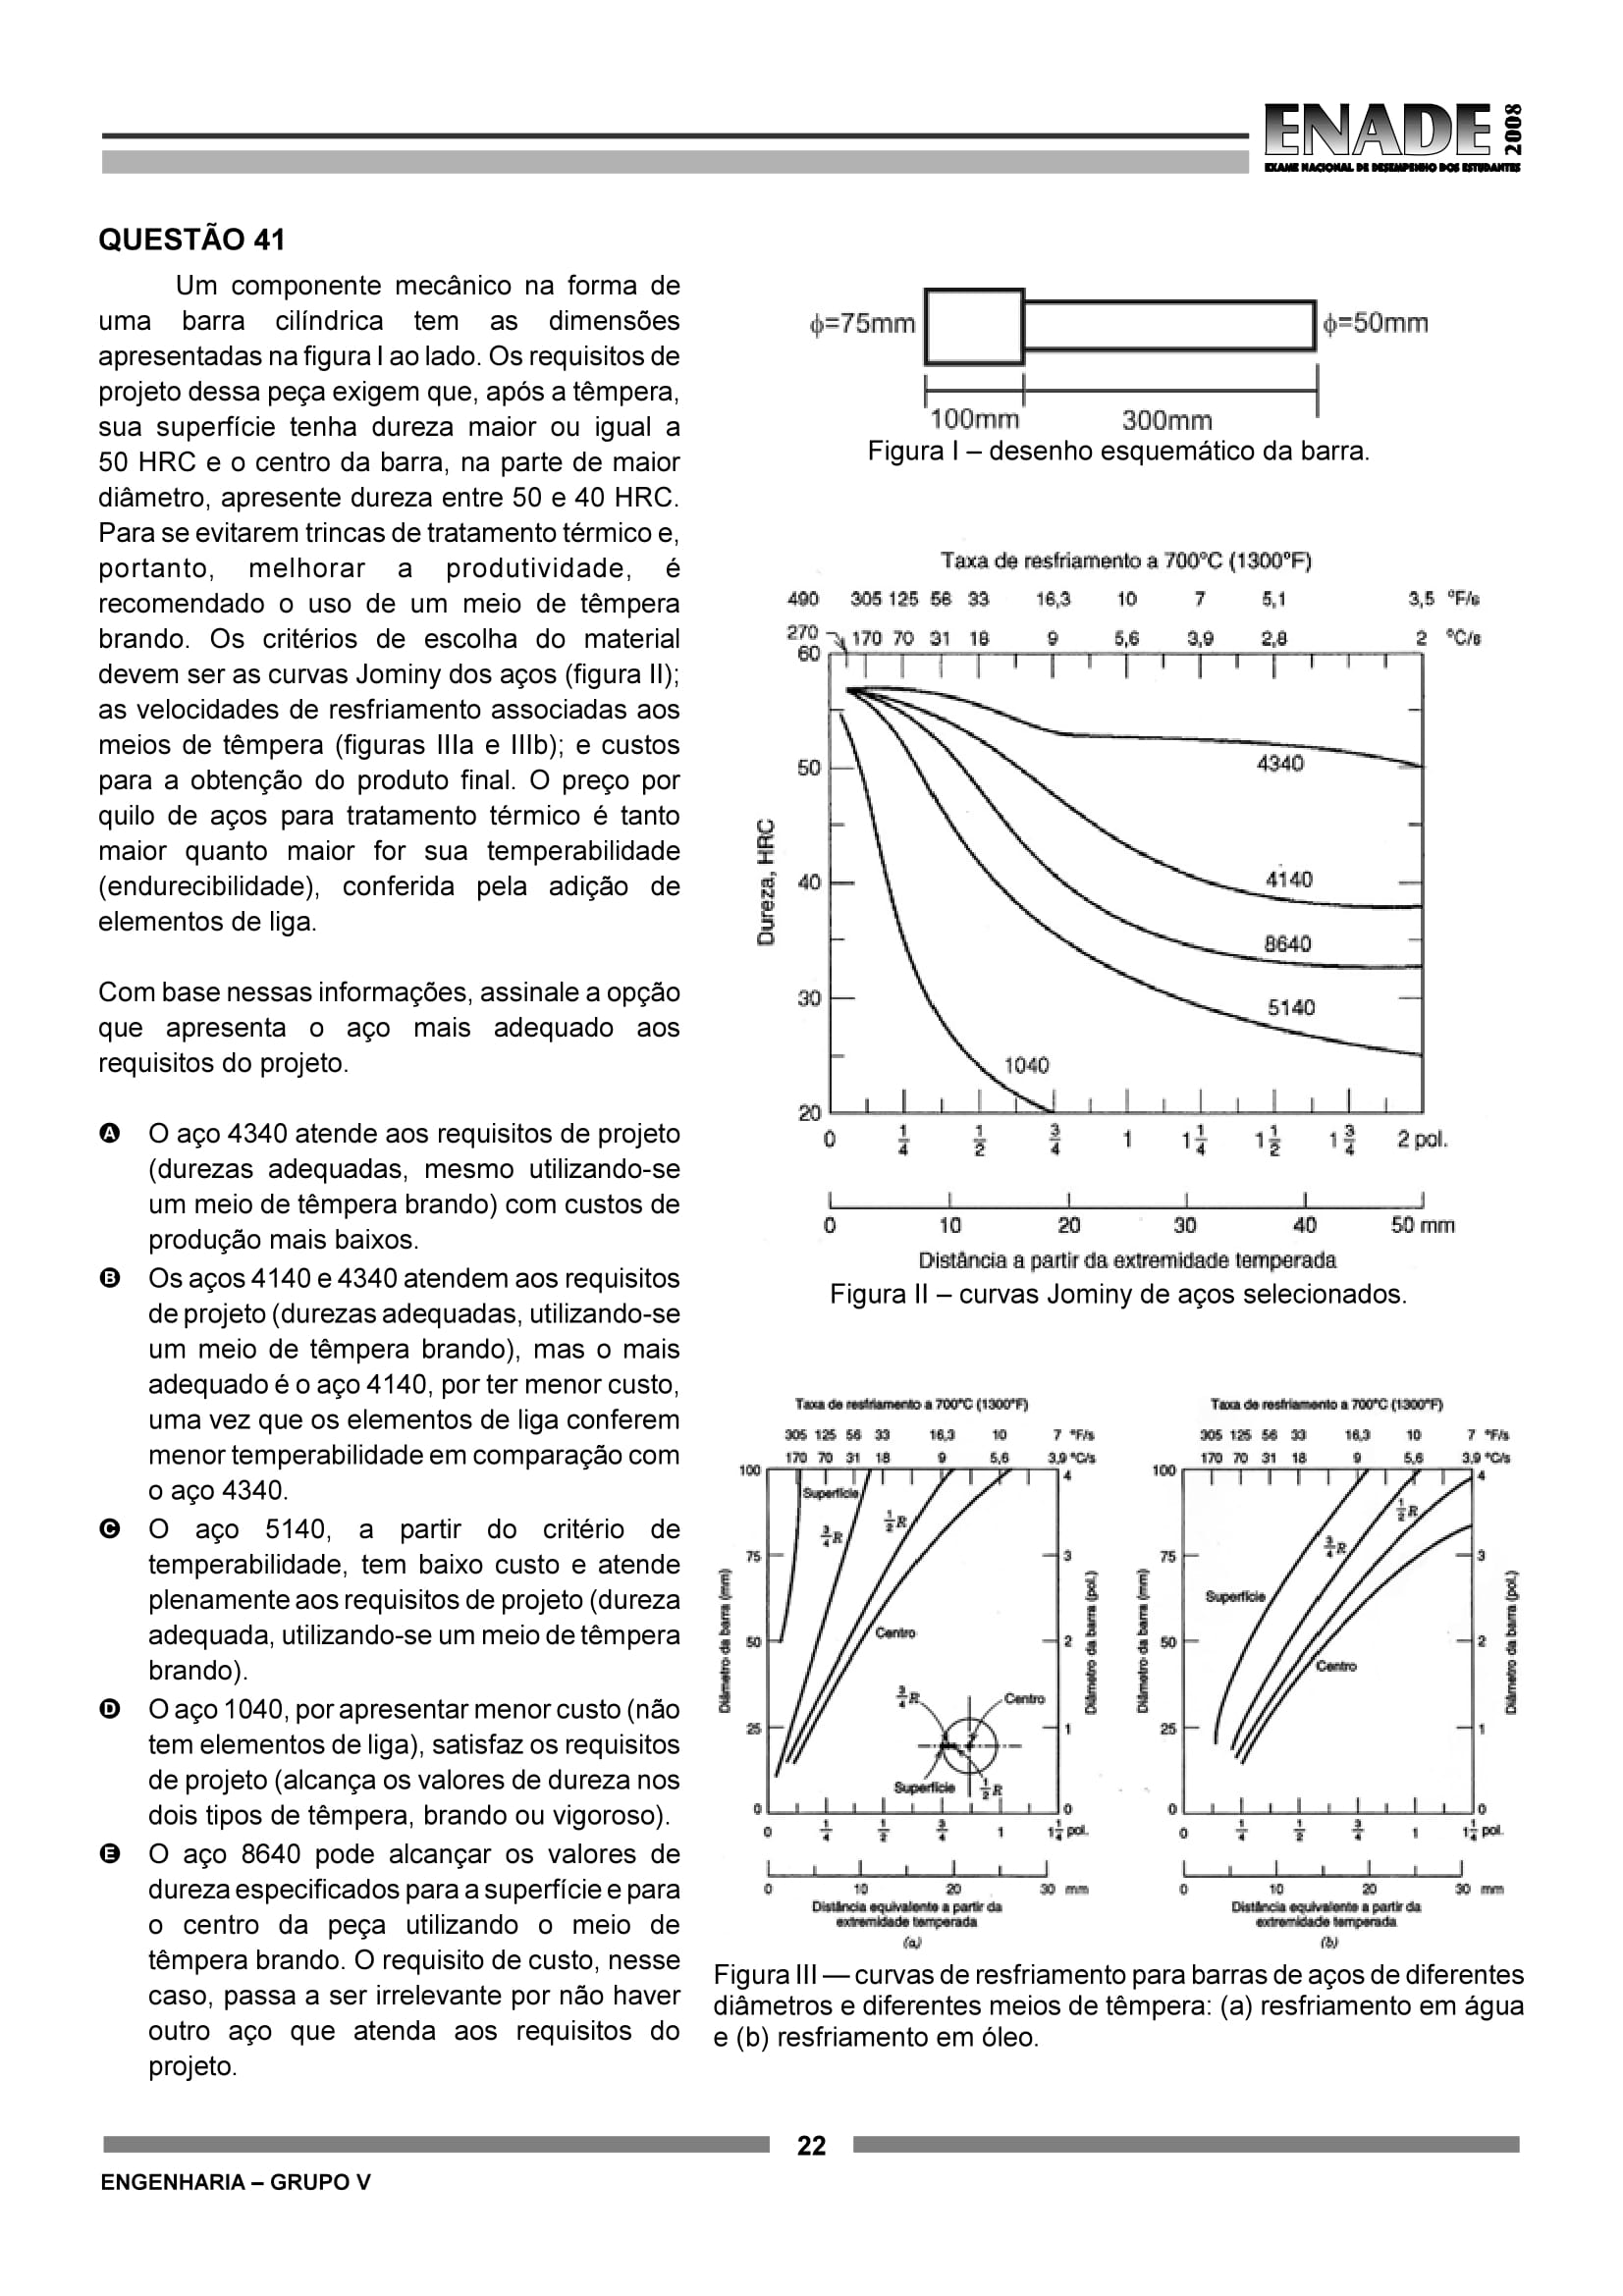 ENADE 2008
EXAME NACIONAL DE DESEMPENHO DOS ESTUDANTES
QUESTÃO 41
Um componente mecânico na forma de
uma barra cilíndrica tem as dimensões
apresentadas na figura I ao lado. Os requisitos de
projeto dessa peça exigem que, após a têmpera,
sua superfície tenha dureza maior ou igual a
50 HRC e o centro da barra, na parte de maior
diâmetro, apresente dureza entre 50 e 40 HRC.
Para se evitarem trincas de tratamento térmico e,
portanto, melhorar a produtividade, é
recomendado o uso de um meio de têmpera
brando. Os critérios de escolha do material
devem ser as curvas Jominy dos aços (figura II);
as velocidades de resfriamento associadas aos
meios de têmpera (figuras IIIa e IIIb); e custos
para a obtenção do produto final. O preço por
quilo de aços para tratamento térmico é tanto
maior quanto maior for sua temperabilidade
(endurecibilidade), conferida pela adição de
elementos de liga.
Com base nessas informações, assinale a opção
que apresenta o aço mais adequado aos
requisitos do projeto.
A O aço 4340 atende aos requisitos de projeto
(durezas adequadas, mesmo utilizando-se
um meio de têmpera brando) com custos de
produção mais baixos.
B Os aços 4140 e 4340 atendem aos requisitos
de projeto (durezas adequadas, utilizando-se
um meio de têmpera brando), mas o mais
adequado é o aço 4140, por ter menor custo,
uma vez que os elementos de liga conferem
menor temperabilidade em comparação com
o aço 4340.
C O aço 5140, a partir do critério de
temperabilidade, tem baixo custo e atende
plenamente aos requisitos de projeto (dureza
adequada, utilizando-se um meio de têmpera
brando).
D O aço 1040, por apresentar menor custo (não
tem elementos de liga), satisfaz os requisitos
de projeto (alcança os valores de dureza nos
dois tipos de têmpera, brando ou vigoroso).
E O aço 8640 pode alcançar os valores de
dureza especificados para a superfície e para
o centro da peça utilizando o meio de
têmpera brando. O requisito de custo, nesse
caso, passa a ser irrelevante por não haver
outro aço que atenda aos requisitos do
projeto.
ϕ=75mm ϕ=50mm
100mm 300mm
Figura I – desenho esquemático da barra.
Taxa de resfriamento a 700ºC (1300ºF)
490 305 125 56 33 16,3 10 7 5,1 3,5 ºF/s
270 170 70 31 18 9 5,6 3,9 2,8 2 ºC/s
60
50
40
30
20
Dureza, HRC
4340
4140
8640
5140
1040
0 1/4 1/2 3/4 1 1 1/4 1 1/2 1 3/4 2 pol.
0 10 20 30 40 50 mm
Distância a partir da extremidade temperada
Figura II – curvas Jominy de aços selecionados.
Taxa de resfriamento a 700ºC (1300ºF)
305 125 56 33 16,3 10 7 ºF/s
170 70 31 18 9 5,6 3,9 ºC/s
100 4
75 3
50 2
25 1
0 0
Diâmetro da barra (mm)
Diâmetro da barra (pol.)
Superfície
3/4 R
1/2 R
Centro
3/4 R
Centro
Superfície
1/2 R
0 1/4 1/2 3/4 1 1 1/4 pol.
0 10 20 30 mm
Distância equivalente a partir da
extremidade temperada
(a)
Taxa de resfriamento a 700ºC (1300ºF)
305 125 56 33 16,3 10 7 ºF/s
170 70 31 18 9 5,6 3,9 ºC/s
100 4
75 3
50 2
25 1
0 0
Diâmetro da barra (mm)
Diâmetro da barra (pol.)
1/2 R
3/4 R
Superfície
Centro
0 1/4 1/2 3/4 1 1 1/4 pol.
0 10 20 30 mm
Distância equivalente a partir da
extremidade temperada
(b)
Figura III — curvas de resfriamento para barras de aços de diferentes
diâmetros e diferentes meios de têmpera: (a) resfriamento em água
e (b) resfriamento em óleo.
22
ENGENHARIA – GRUPO V